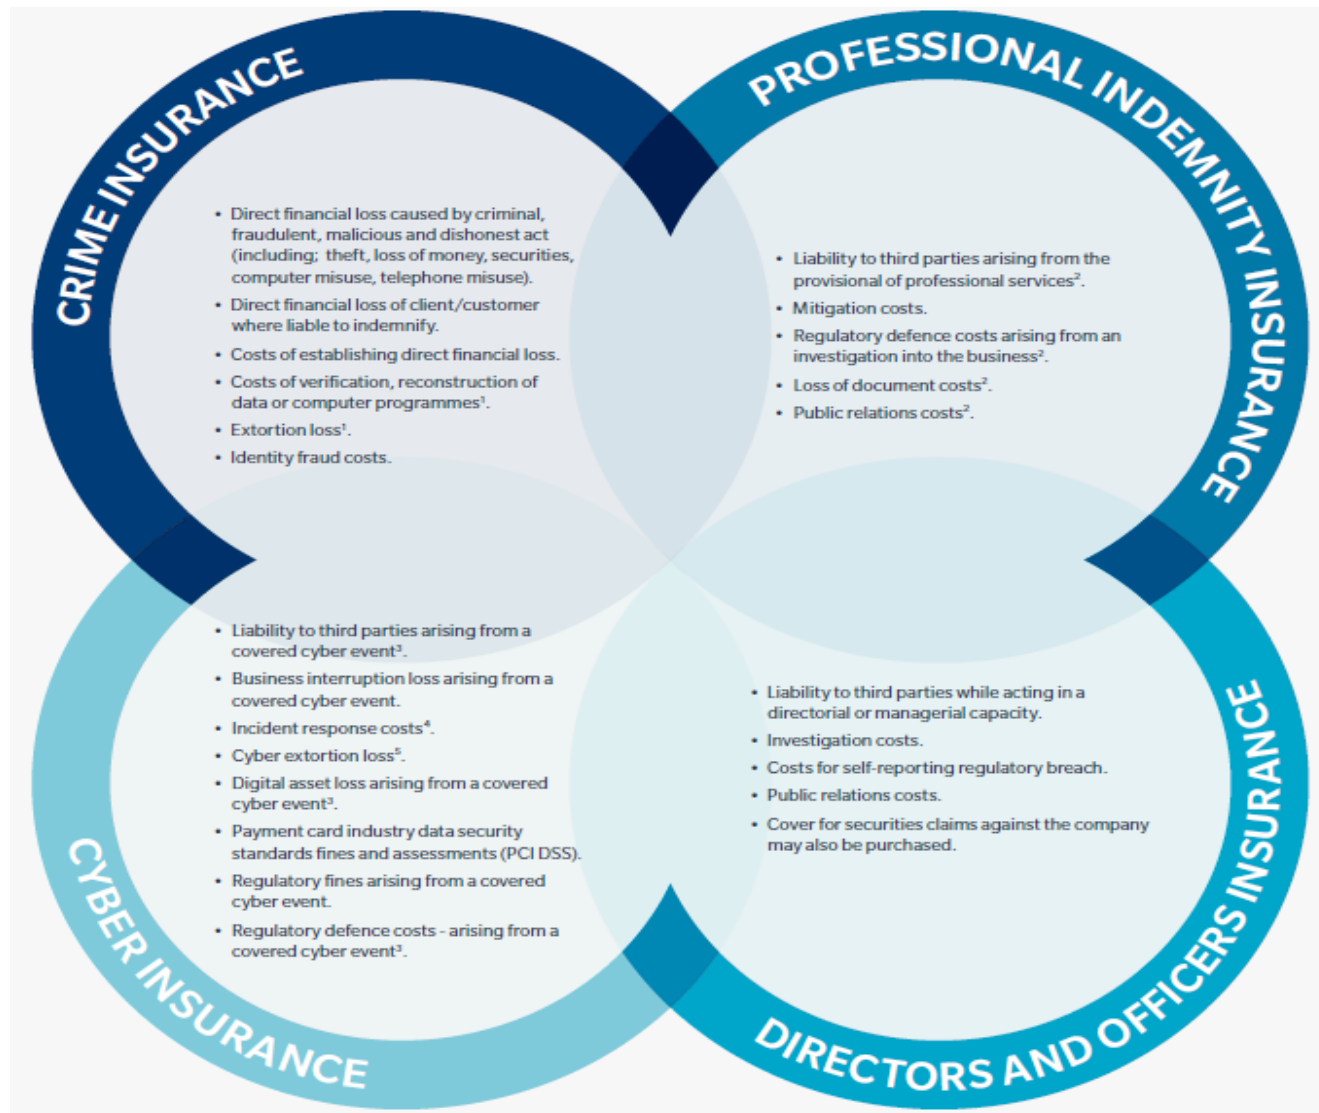 CRIME INSURANCE
• Direct financial loss caused by criminal,
fraudulent, malicious and dishonest act
(including; theft, loss of money, securities,
computer misuse, telephone misuse).
• Direct financial loss of client/customer
where liable to indemnify.
• Costs of establishing direct financial loss.
• Costs of verification, reconstruction of
data or computer programmes¹.
• Extortion loss¹.
• Identity fraud costs.
PROFESSIONAL INDEMNITY INSURANCE
• Liability to third parties arising from the
provisional of professional services².
• Mitigation costs.
• Regulatory defence costs arising from an
investigation into the business².
• Loss of document costs².
• Public relations costs².
CYBER INSURANCE
• Liability to third parties arising from a
covered cyber event³.
• Business interruption loss arising from a
covered cyber event.
• Incident response costs⁴.
• Cyber extortion loss⁵.
• Digital asset loss arising from a covered
cyber event³.
• Payment card industry data security
standards fines and assessments (PCI DSS).
• Regulatory fines arising from a covered
cyber event.
• Regulatory defence costs - arising from a
covered cyber event³.
DIRECTORS AND OFFICERS INSURANCE
• Liability to third parties while acting in a
directorial or managerial capacity.
• Investigation costs.
• Costs for self-reporting regulatory breach.
• Public relations costs.
• Cover for securities claims against the company
may also be purchased.